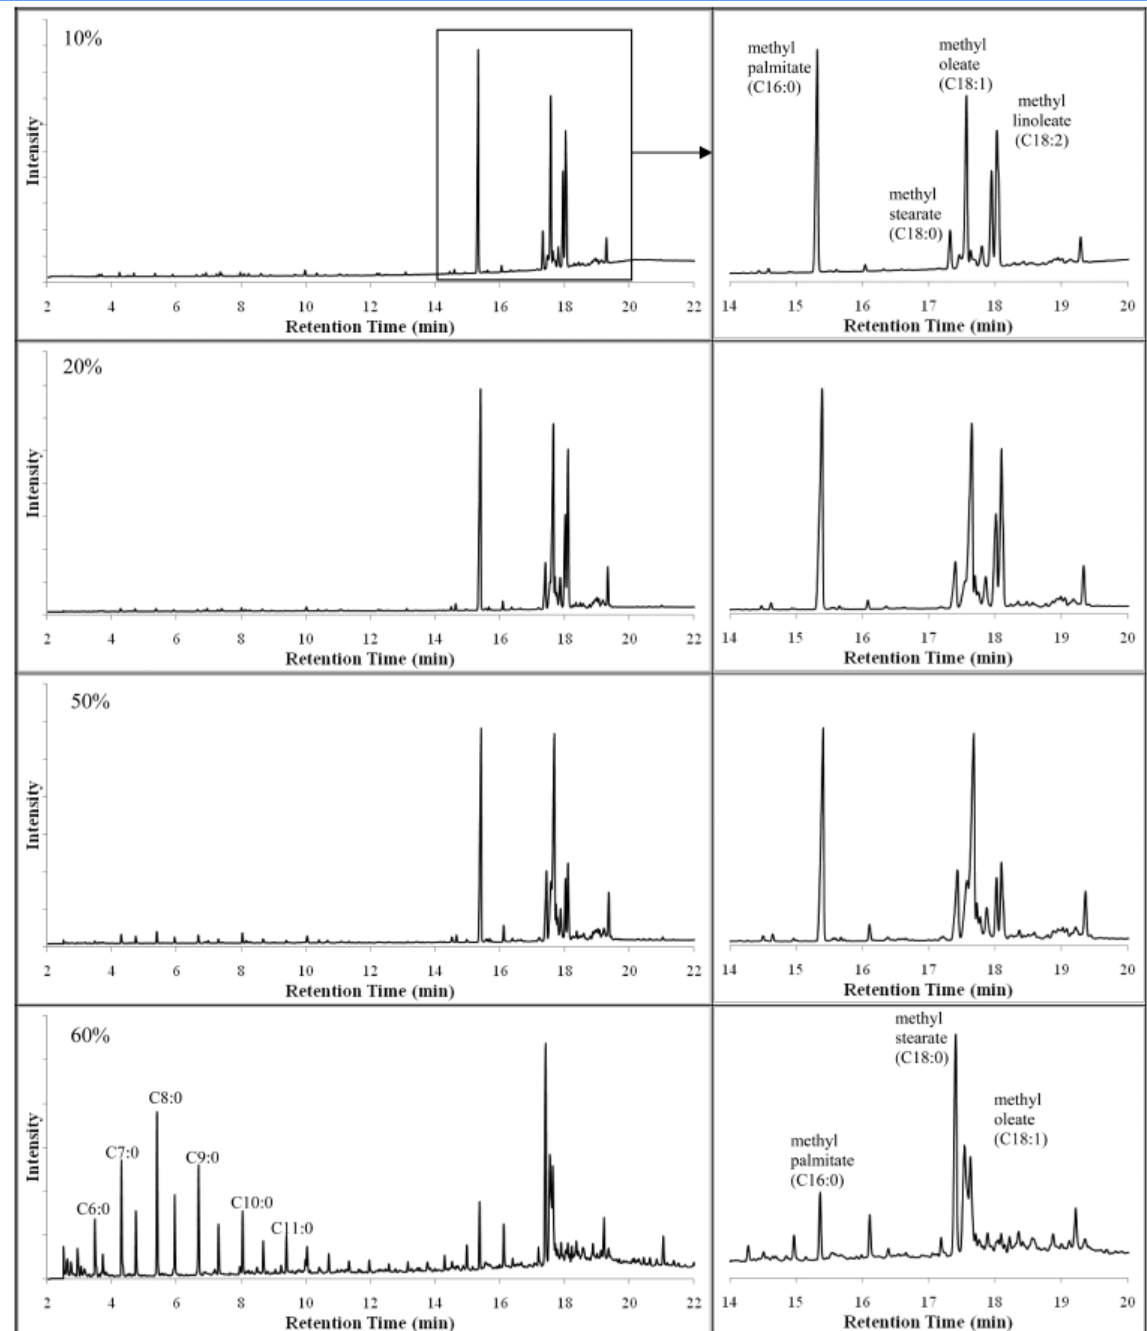 10%
Intensity
2 4 6 8 10 12 14 16 18 20 22
Retention Time (min)
methyl
palmitate
(C16:0)
methyl
stearate
(C18:0)
methyl
oleate
(C18:1)
methyl
linoleate
(C18:2)
14 15 16 17 18 19 20
Retention Time (min)
20%
Intensity
2 4 6 8 10 12 14 16 18 20 22
Retention Time (min)
14 15 16 17 18 19 20
Retention Time (min)
50%
Intensity
2 4 6 8 10 12 14 16 18 20 22
Retention Time (min)
14 15 16 17 18 19 20
Retention Time (min)
60%
Intensity
C6:0
C7:0
C8:0
C9:0
C10:0
C11:0
2 4 6 8 10 12 14 16 18 20 22
Retention Time (min)
methyl
palmitate
(C16:0)
methyl
stearate
(C18:0)
methyl
oleate
(C18:1)
14 15 16 17 18 19 20
Retention Time (min)